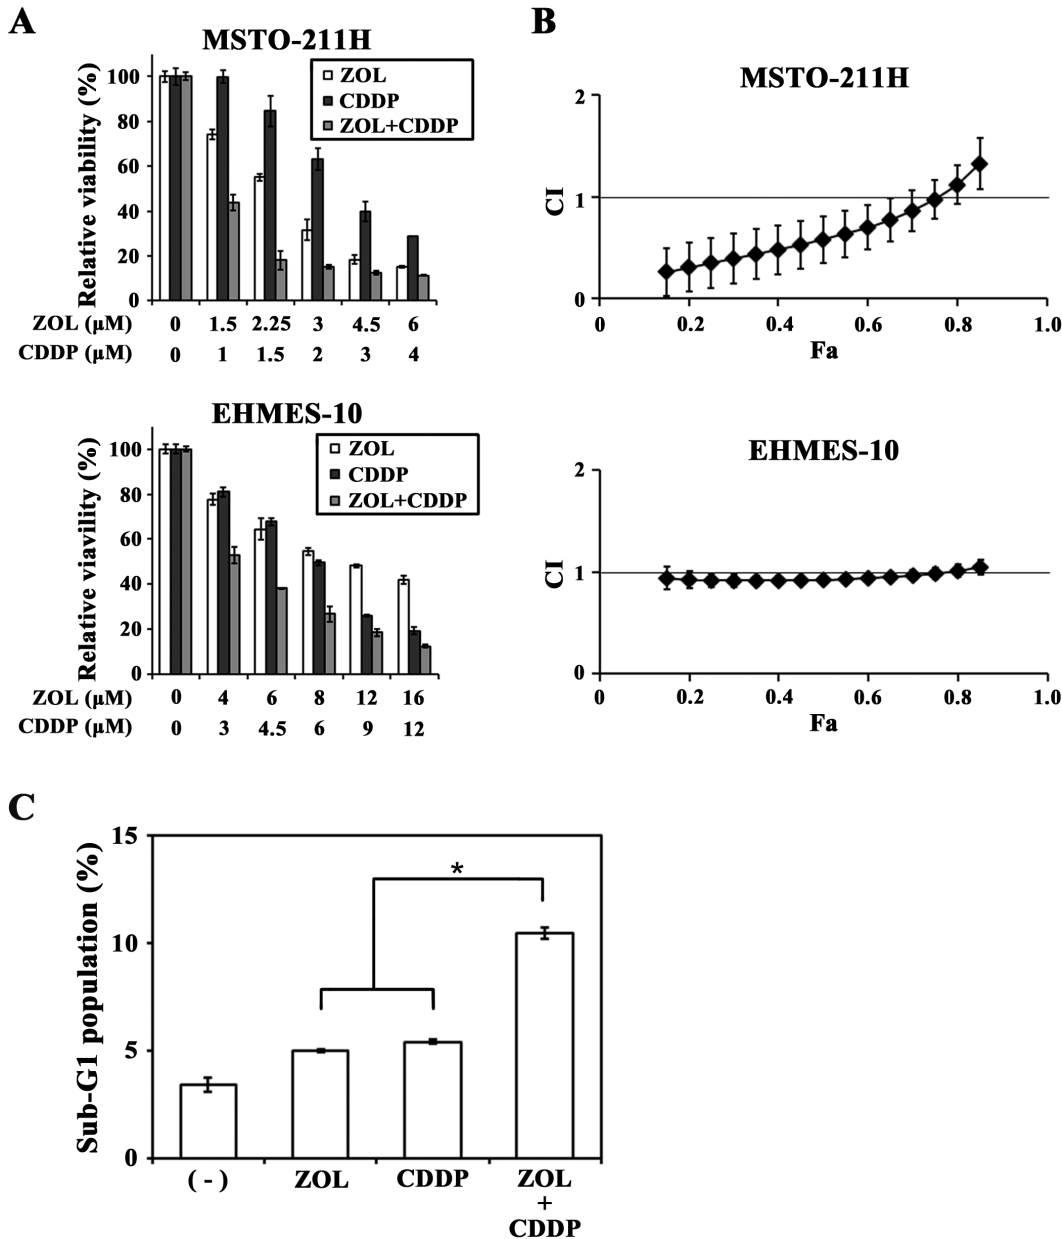 A
MSTO-211H
Relative viability (%)
100
80
60
40
20
0
ZOL
CDDP
ZOL+CDDP
ZOL (μM) 0 1.5 2.25 3 4.5 6
CDDP (μM) 0 1 1.5 2 3 4
EHMES-10
Relative viavility (%)
100
80
60
40
20
0
ZOL
CDDP
ZOL+CDDP
ZOL (μM) 0 4 6 8 12 16
CDDP (μM) 0 3 4.5 6 9 12
B
MSTO-211H
CI
2
1
0
0 0.2 0.4 0.6 0.8 1.0
Fa
EHMES-10
CI
2
1
0
0 0.2 0.4 0.6 0.8 1.0
Fa
C
Sub-G1 population (%)
15
10
5
0
*
( - ) ZOL CDDP ZOL
+
CDDP